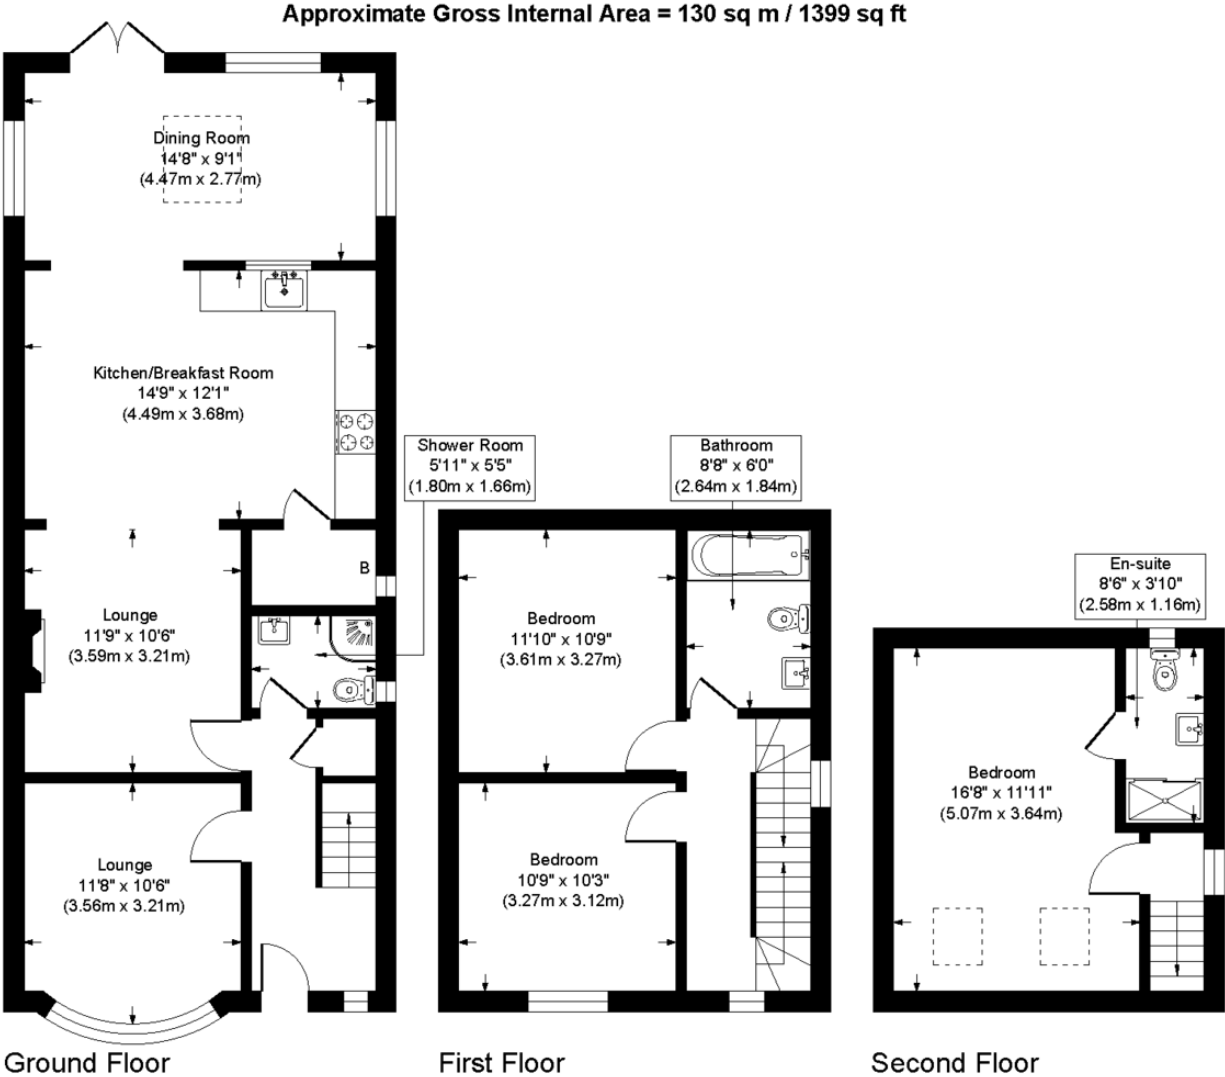 Approximate Gross Internal Area = 130 sq m / 1399 sq ft
Dining Room
14'8" x 9'1"
(4.47m x 2.77m)
Kitchen/Breakfast Room
14'9" x 12'1"
(4.49m x 3.68m)
Shower Room
5'11" x 5'5"
(1.80m x 1.66m)
B
Lounge
11'9" x 10'6"
(3.59m x 3.21m)
Lounge
11'8" x 10'6"
(3.56m x 3.21m)
Ground Floor
Bathroom
8'8" x 6'0"
(2.64m x 1.84m)
Bedroom
11'10" x 10'9"
(3.61m x 3.27m)
Bedroom
10'9" x 10'3"
(3.27m x 3.12m)
First Floor
En-suite
8'6" x 3'10"
(2.58m x 1.16m)
Bedroom
16'8" x 11'11"
(5.07m x 3.64m)
Second Floor